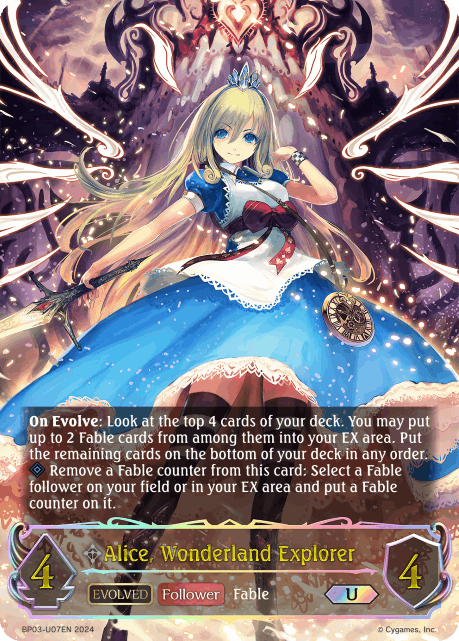 On Evolve: Look at the top 4 cards of your deck. You may put
up to 2 Fable cards from among them into your EX area. Put
the remaining cards on the bottom of your deck in any order.
Remove a Fable counter from this card: Select a Fable
follower on your field or in your EX area and put a Fable
counter on it.
Alice, Wonderland Explorer
4
4
EVOLVED Follower Fable U
BP03-U07EN 2024 © Cygames, Inc.